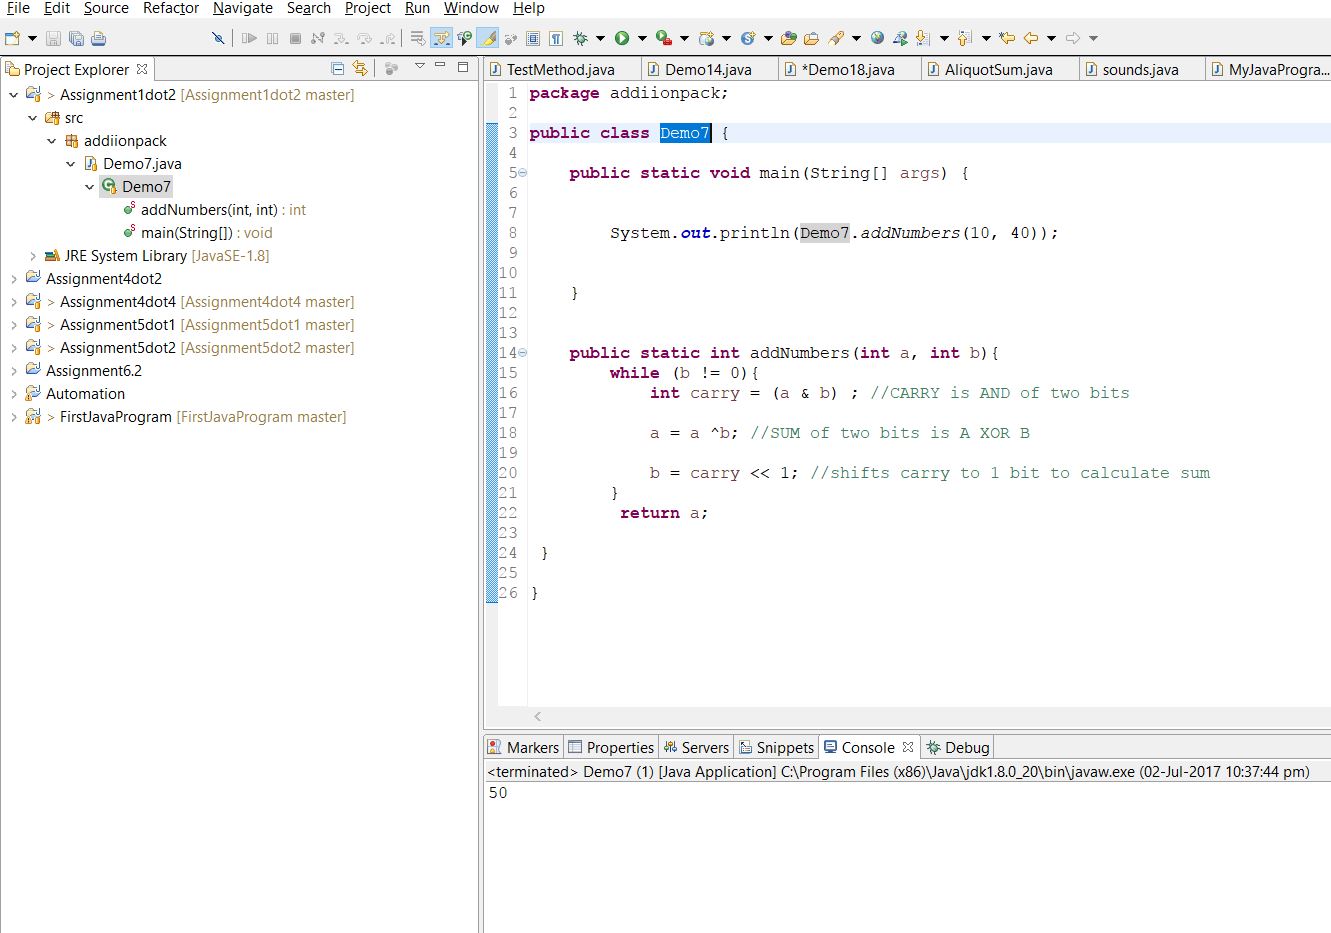 File Edit Source Refactor Navigate Search Project Run Window Help
Project Explorer
> Assignment1dot2 [Assignment1dot2 master]
src
addiionpack
Demo7.java
Demo7
addNumbers(int, int) : int
main(String[]) : void
JRE System Library [JavaSE-1.8]
Assignment4dot2
> Assignment4dot4 [Assignment4dot4 master]
> Assignment5dot1 [Assignment5dot1 master]
> Assignment5dot2 [Assignment5dot2 master]
Assignment6.2
Automation
> FirstJavaProgram [FirstJavaProgram master]
TestMethod.java Demo14.java *Demo18.java AliquotSum.java sounds.java MyJavaProgra...
1 package addiionpack;
2
3 public class Demo7 {
4
5 public static void main(String[] args) {
6
7
8 System.out.println(Demo7.addNumbers(10, 40));
9
10
11 }
12
13
14 public static int addNumbers(int a, int b){
15 while (b != 0){
16 int carry = (a & b) ; //CARRY is AND of two bits
17
18 a = a ^b; //SUM of two bits is A XOR B
19
20 b = carry << 1; //shifts carry to 1 bit to calculate sum
21 }
22 return a;
23
24 }
25
26 }
Markers Properties Servers Snippets Console Debug
<terminated> Demo7 (1) [Java Application] C:\Program Files (x86)\Java\jdk1.8.0_20\bin\javaw.exe (02-Jul-2017 10:37:44 pm)
50